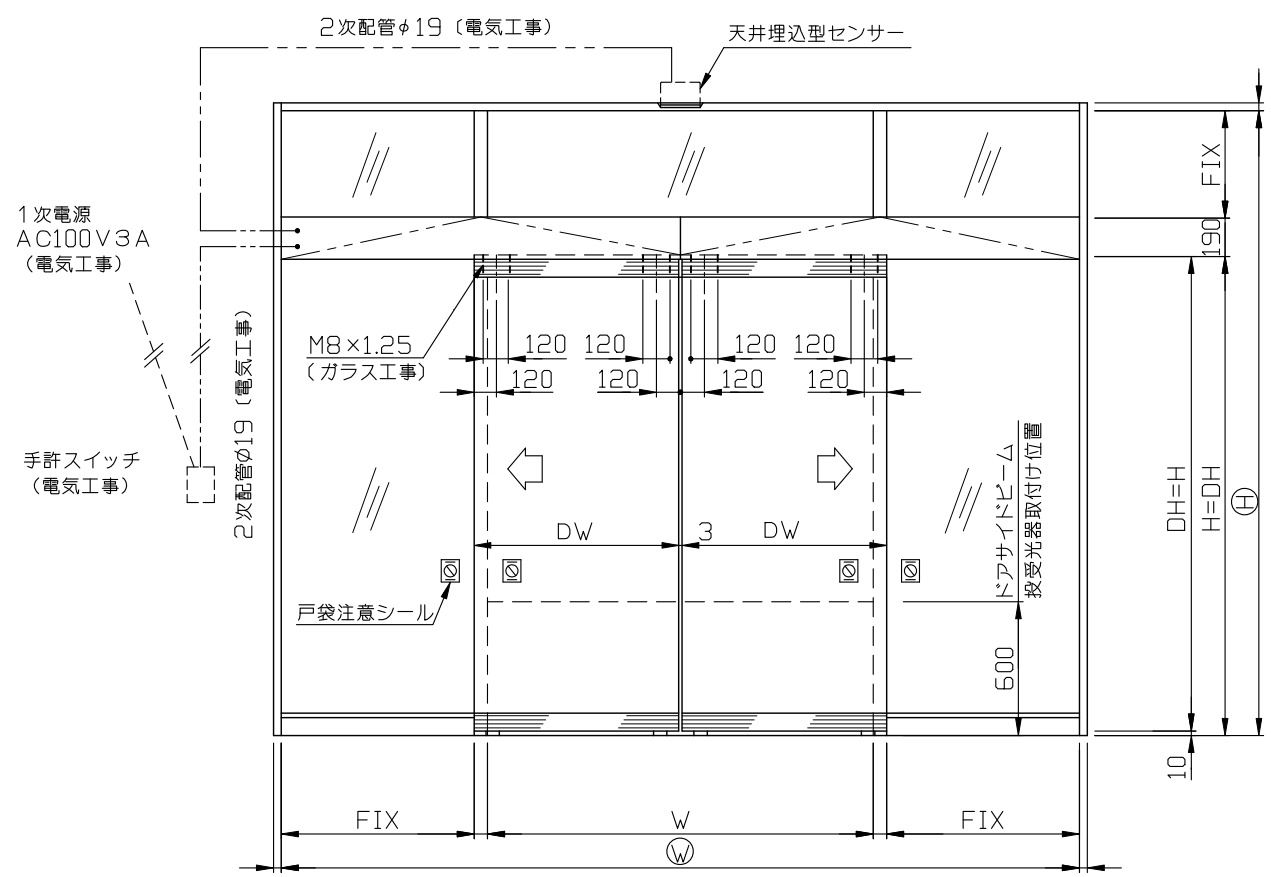 2次配管φ19（電気工事）
天井埋込型センサー
1次電源
AC100V3A
（電気工事）
FIX
190
M8×1.25
（ガラス工事）
120
120
120
120
120
120
120
120
2次配管Ø19（電気工事）
手許スイッチ
（電気工事）
ドアサイドビーム
投受光器取付け位置
DH=H
H=DH
H
DW
3
DW
戸袋注意シール
600
10
FIX
W
FIX
W